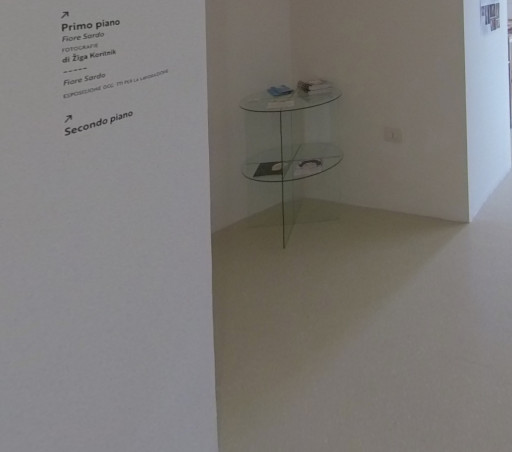 Primo piano
Fiore Sardo
FOTOGRAFIE
di Žiga Koritnik
-----
Fiore Sardo
Secondo piano